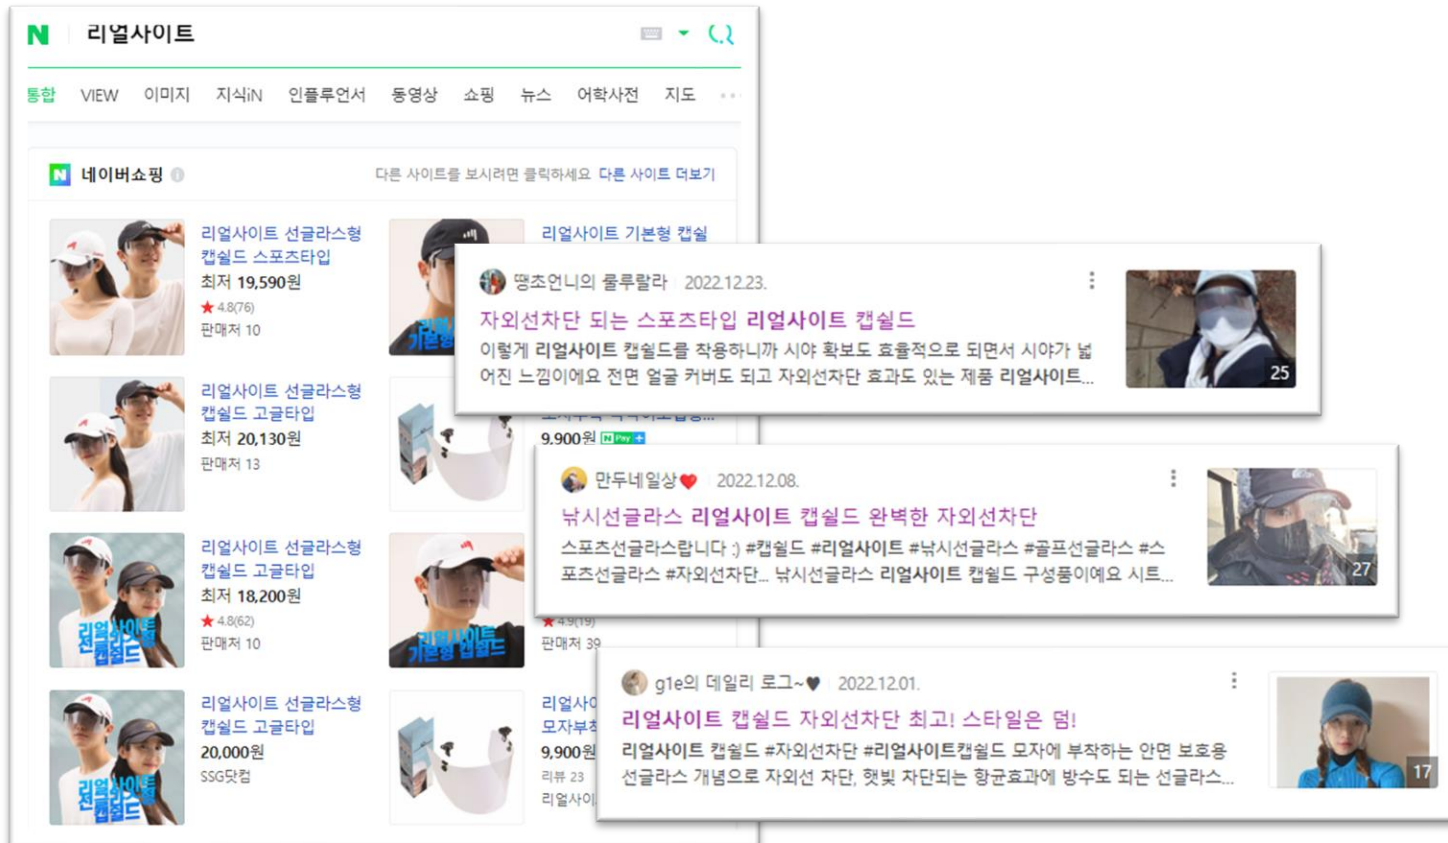 N 리얼사이트
통합 VIEW 이미지 지식iN 인플루언서 동영상 쇼핑 뉴스 어학사전 지도
N 네이버쇼핑 다른 사이트를 보시려면 클릭하세요 다른 사이트 더보기
리얼사이트 선글라스형
캡쉴드 스포츠타입
최저 19,590원
4.8(76)
판매처 10
리얼사이트 기본형 캡쉴
리얼사이트 선글라스형
캡쉴드 고글타입
최저 20,130원
판매처 13
9,900원 N Pay +
리얼사이트 선글라스형
캡쉴드 고글타입
최저 18,200원
4.8(62)
판매처 10
리얼사이트
기본형 캡쉴드
4.9(19)
판매처 39
리얼사이트 선글라스형
캡쉴드 고글타입
20,000원
SSG닷컴
9,900원
리뷰 23
땡초언니의 룰루랄라 2022.12.23.
자외선차단 되는 스포츠타입 리얼사이트 캡쉴드
이렇게 리얼사이트 캡쉴드를 착용하니까 시야 확보도 효율적으로 되면서 시야가 넓
어진 느낌이에요 전면 얼굴 커버도 되고 자외선차단 효과도 있는 제품 리얼사이트...
25
만두네일상 2022.12.08.
낚시선글라스 리얼사이트 캡쉴드 완벽한 자외선차단
스포츠선글라스랍니다 :) #캡쉴드 #리얼사이트 #낚시선글라스 #골프선글라스 #스
포츠선글라스 #자외선차단... 낚시선글라스 리얼사이트 캡쉴드 구성품이예요 시트...
27
g1e의 데일리 로그~♥ 2022.12.01.
리얼사이트 캡쉴드 자외선차단 최고! 스타일은 덤!
리얼사이트 캡쉴드 #자외선차단 #리얼사이트캡쉴드 모자에 부착하는 안면 보호용
선글라스 개념으로 자외선 차단, 햇빛 차단되는 항균효과에 방수도 되는 선글라스...
17